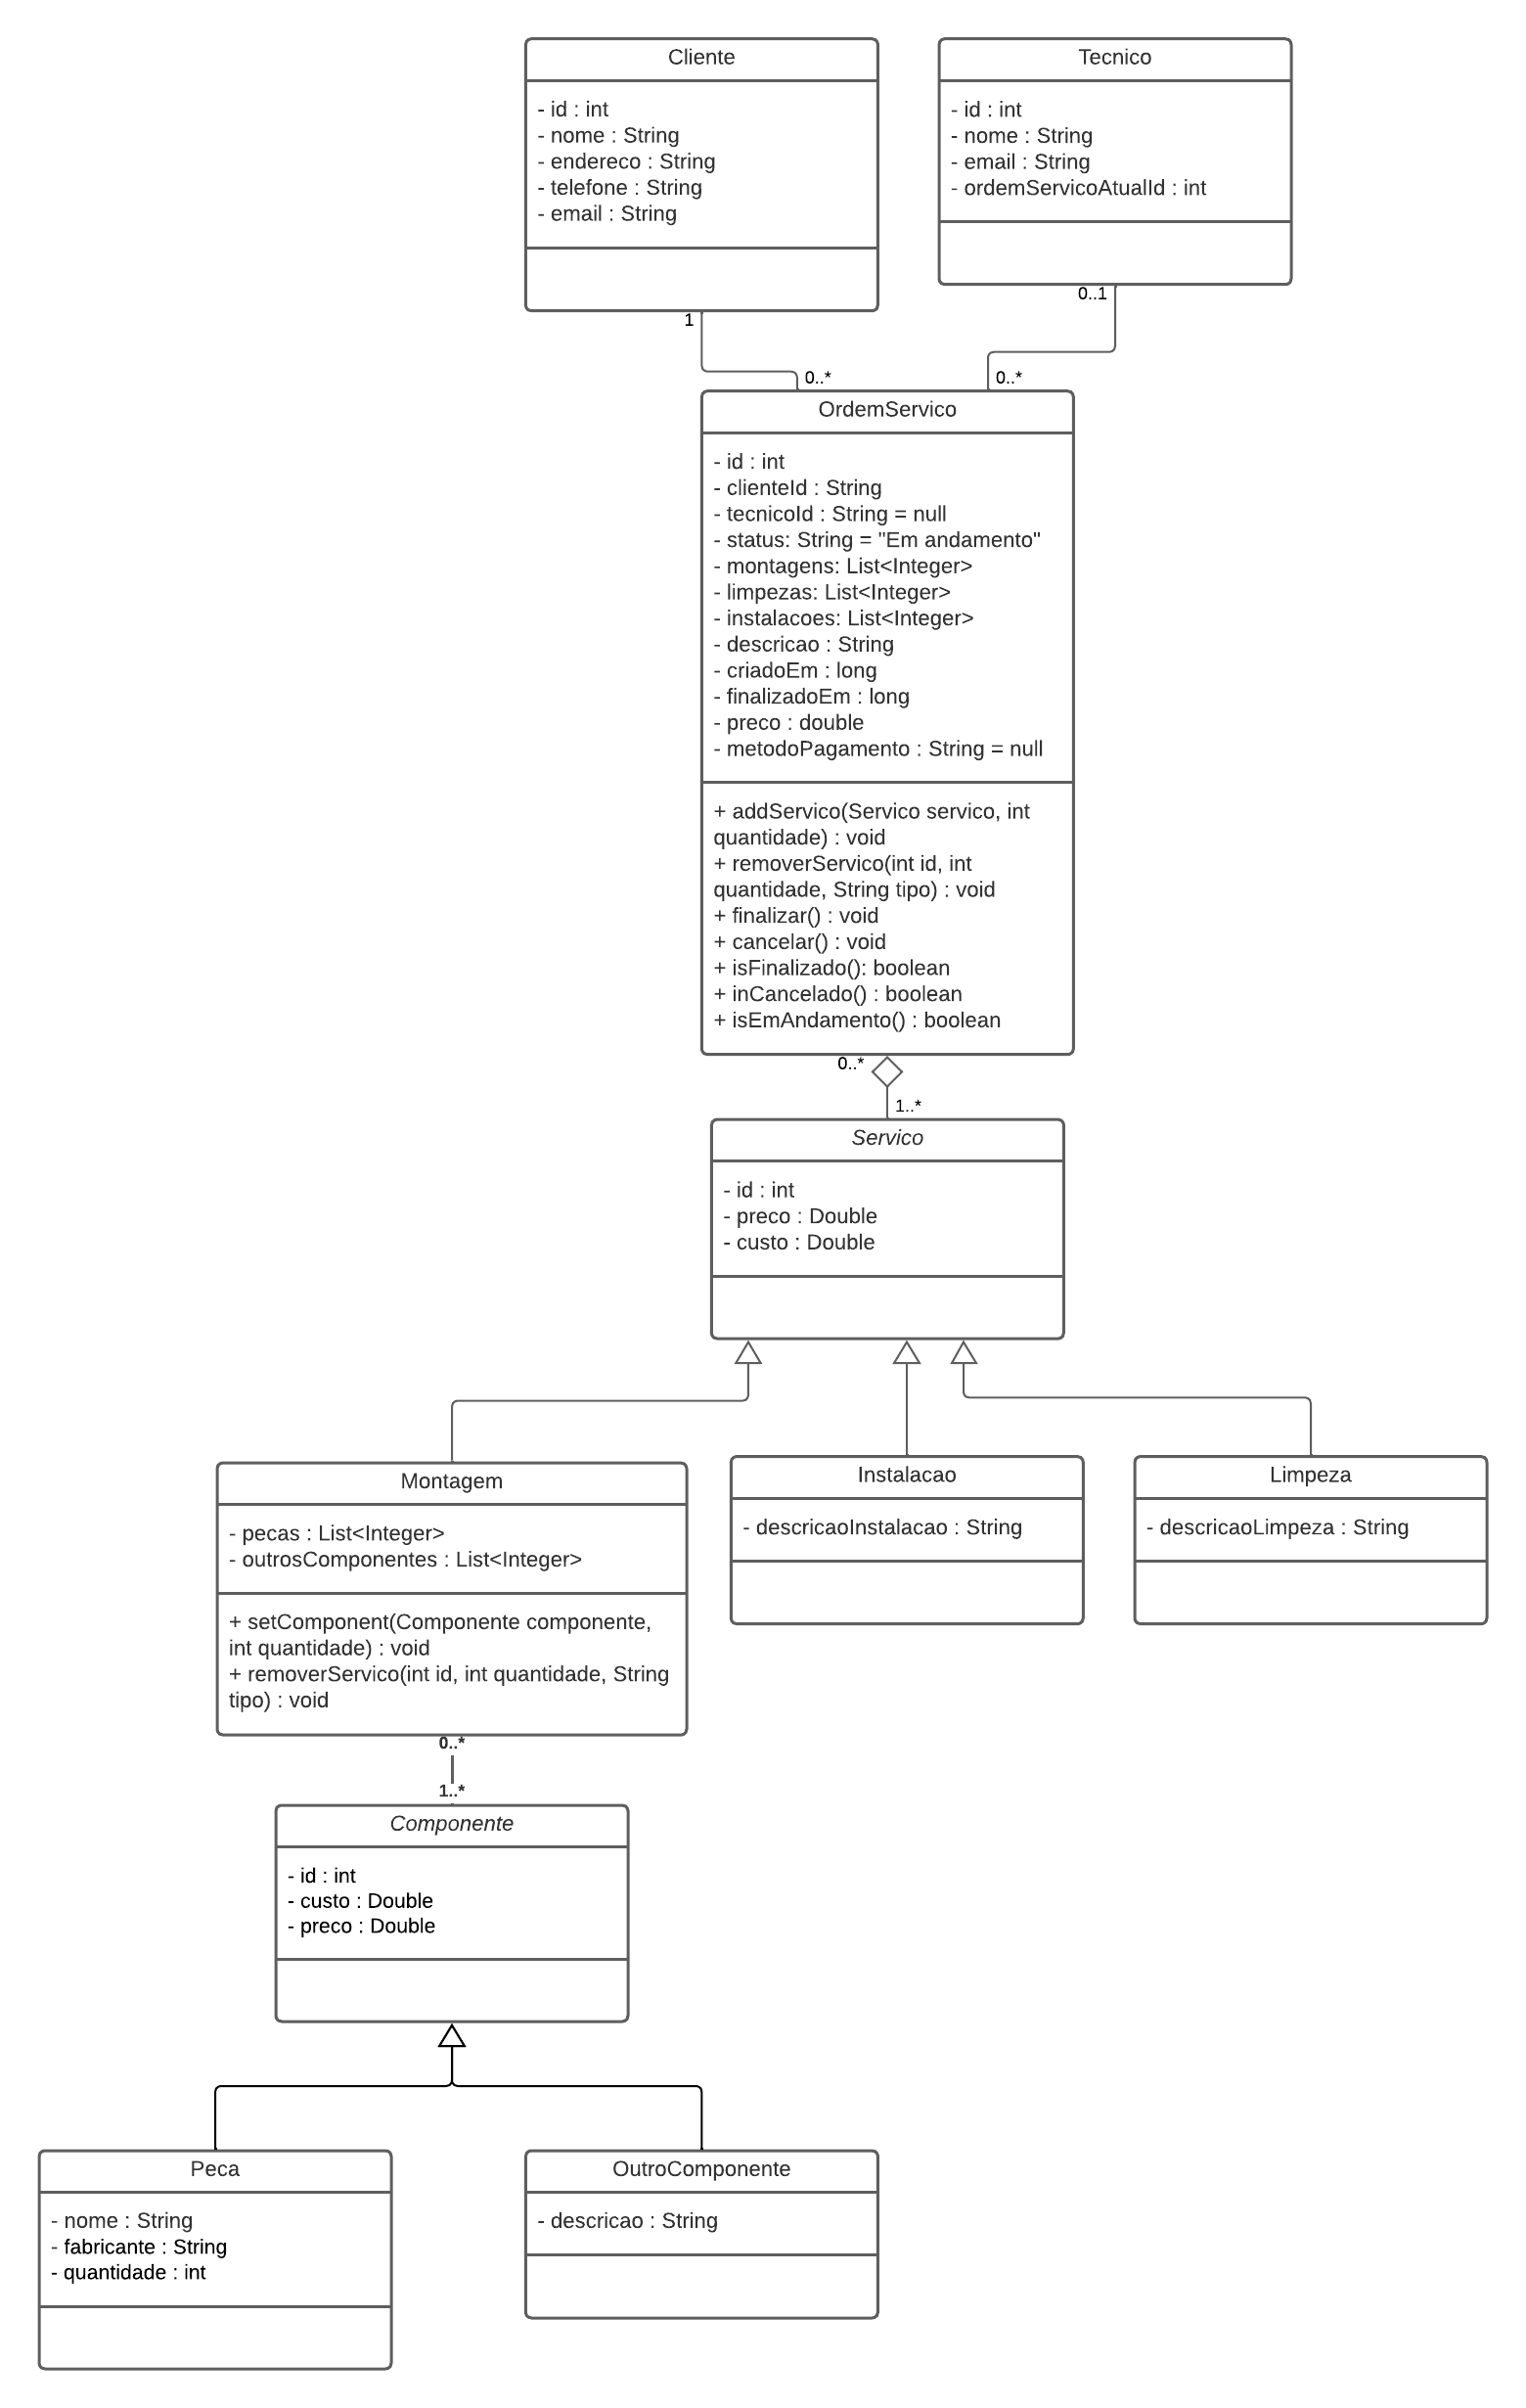 Cliente
- id : int
- nome : String
- endereco : String
- telefone : String
- email : String
Tecnico
- id : int
- nome : String
- email : String
- ordemServicoAtualId : int
1
0..1
0..*
0..*
OrdemServico
- id : int
- clienteId : String
- tecnicoId : String = null
- status: String = "Em andamento"
- montagens: List<Integer>
- limpezas: List<Integer>
- instalacoes: List<Integer>
- descricao : String
- criadoEm : long
- finalizadoEm : long
- preco : double
- metodoPagamento : String = null
+ addServico(Servico servico, int
quantidade) : void
+ removerServico(int id, int
quantidade, String tipo) : void
+ finalizar() : void
+ cancelar() : void
+ isFinalizado(): boolean
+ inCancelado() : boolean
+ isEmAndamento() : boolean
0..*
1..*
Servico
- id : int
- preco : Double
- custo : Double
Montagem
- pecas : List<Integer>
- outrosComponentes : List<Integer>
+ setComponent(Componente componente,
int quantidade) : void
+ removerServico(int id, int quantidade, String
tipo) : void
Instalacao
- descricaoInstalacao : String
Limpeza
- descricaoLimpeza : String
0..*
1..*
Componente
- id : int
- custo : Double
- preco : Double
Peca
- nome : String
- fabricante : String
- quantidade : int
OutroComponente
- descricao : String